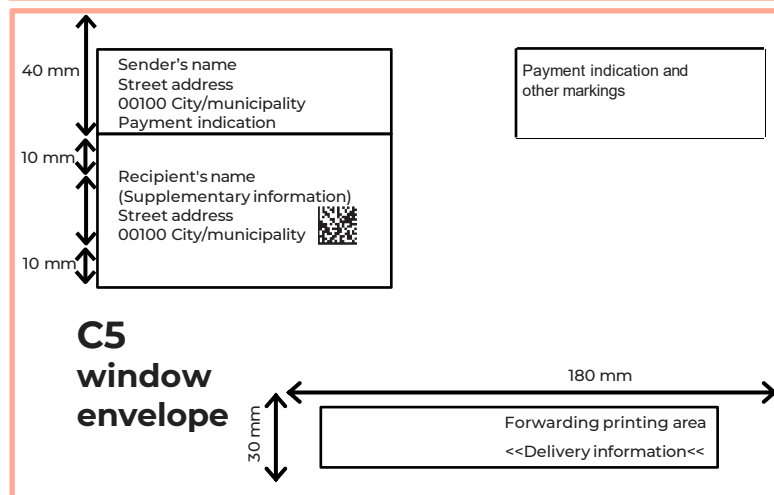 40 mm
Sender's name
Street address
00100 City/municipality
Payment indication
Payment indication and
other markings
10 mm
Recipient's name
(Supplementary information)
Street address
00100 City/municipality
10 mm
C5
window
envelope
180 mm
30 mm
Forwarding printing area
<<Delivery information<<